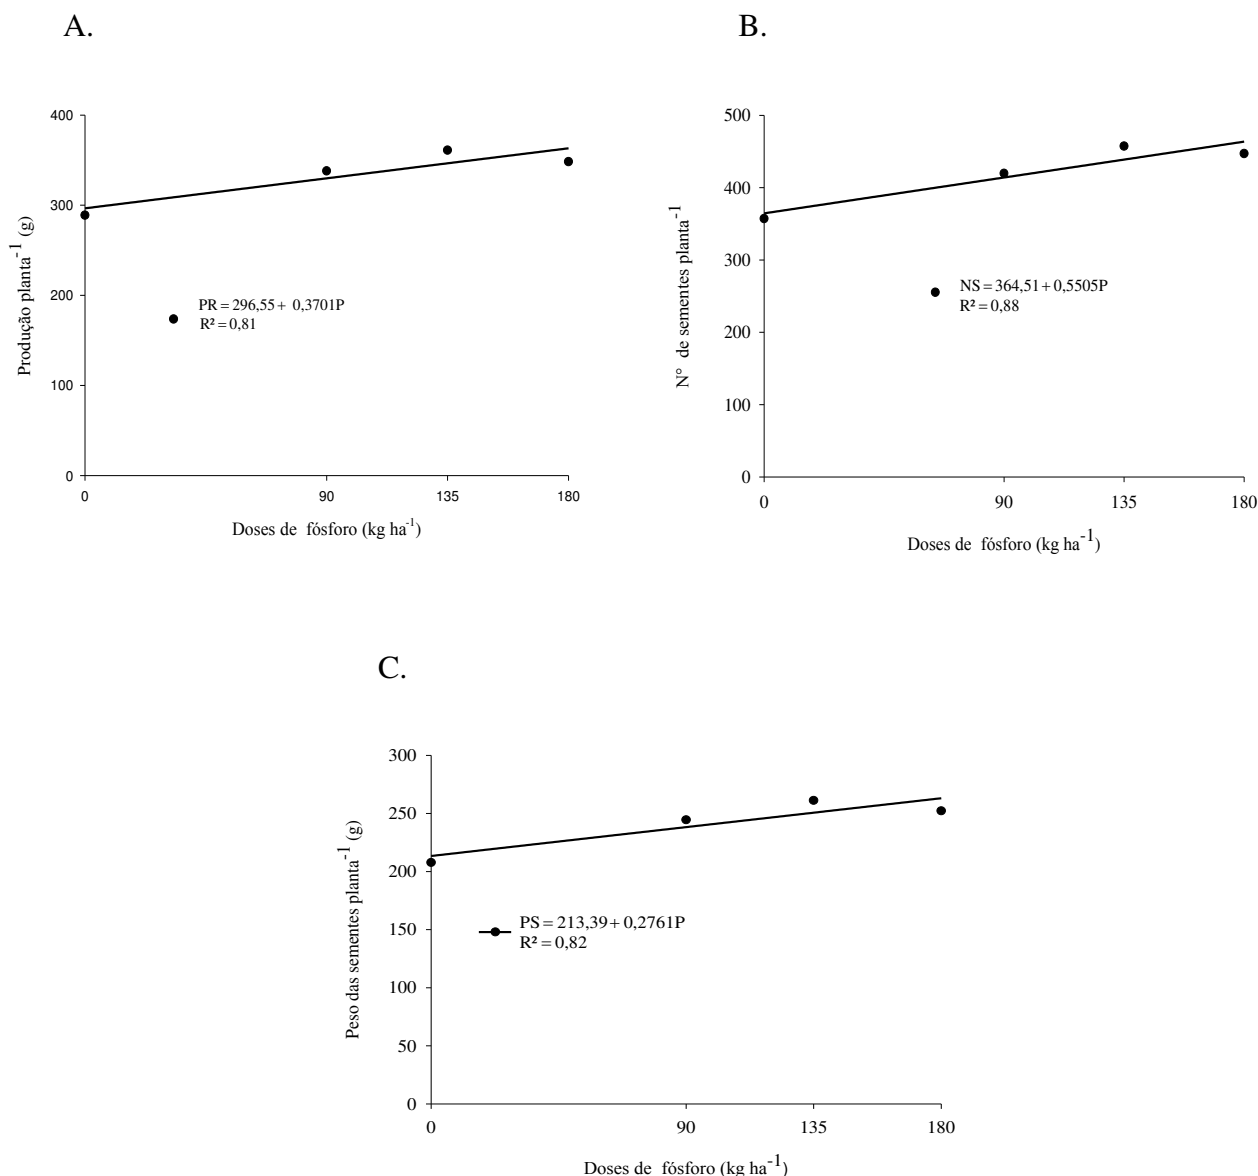 A.
400
300
200
100
0
Produção planta⁻¹ (g)
PR = 296,55 + 0,3701P
R² = 0,81
0 90 135 180
Doses de fósforo (kg ha⁻¹)
B.
500
400
300
200
100
0
N° de sementes planta⁻¹
NS = 364,51 + 0,5505P
R² = 0,88
0 90 135 180
Doses de fósforo (kg ha⁻¹)
C.
300
250
200
150
100
50
0
Peso das sementes planta⁻¹ (g)
PS = 213,39 + 0,2761P
R² = 0,82
0 90 135 180
Doses de fósforo (kg ha⁻¹)